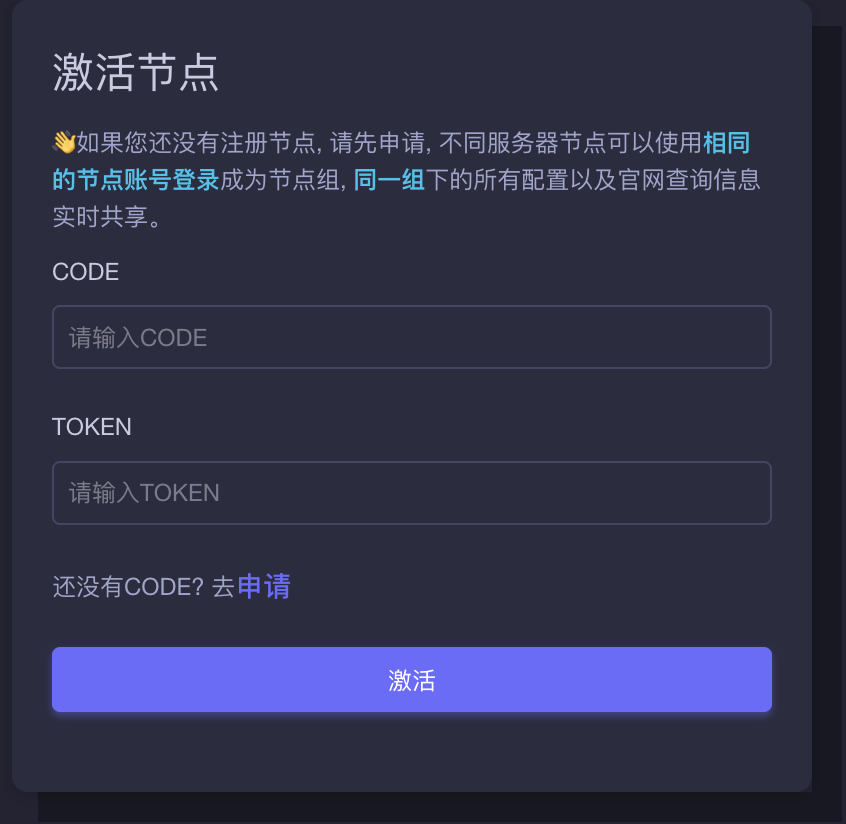 激活节点
👋如果您还没有注册节点, 请先申请, 不同服务器节点可以使用相同
的节点账号登录成为节点组, 同一组下的所有配置以及官网查询信息
实时共享。
CODE
请输入CODE
TOKEN
请输入TOKEN
还没有CODE? 去申请
激活